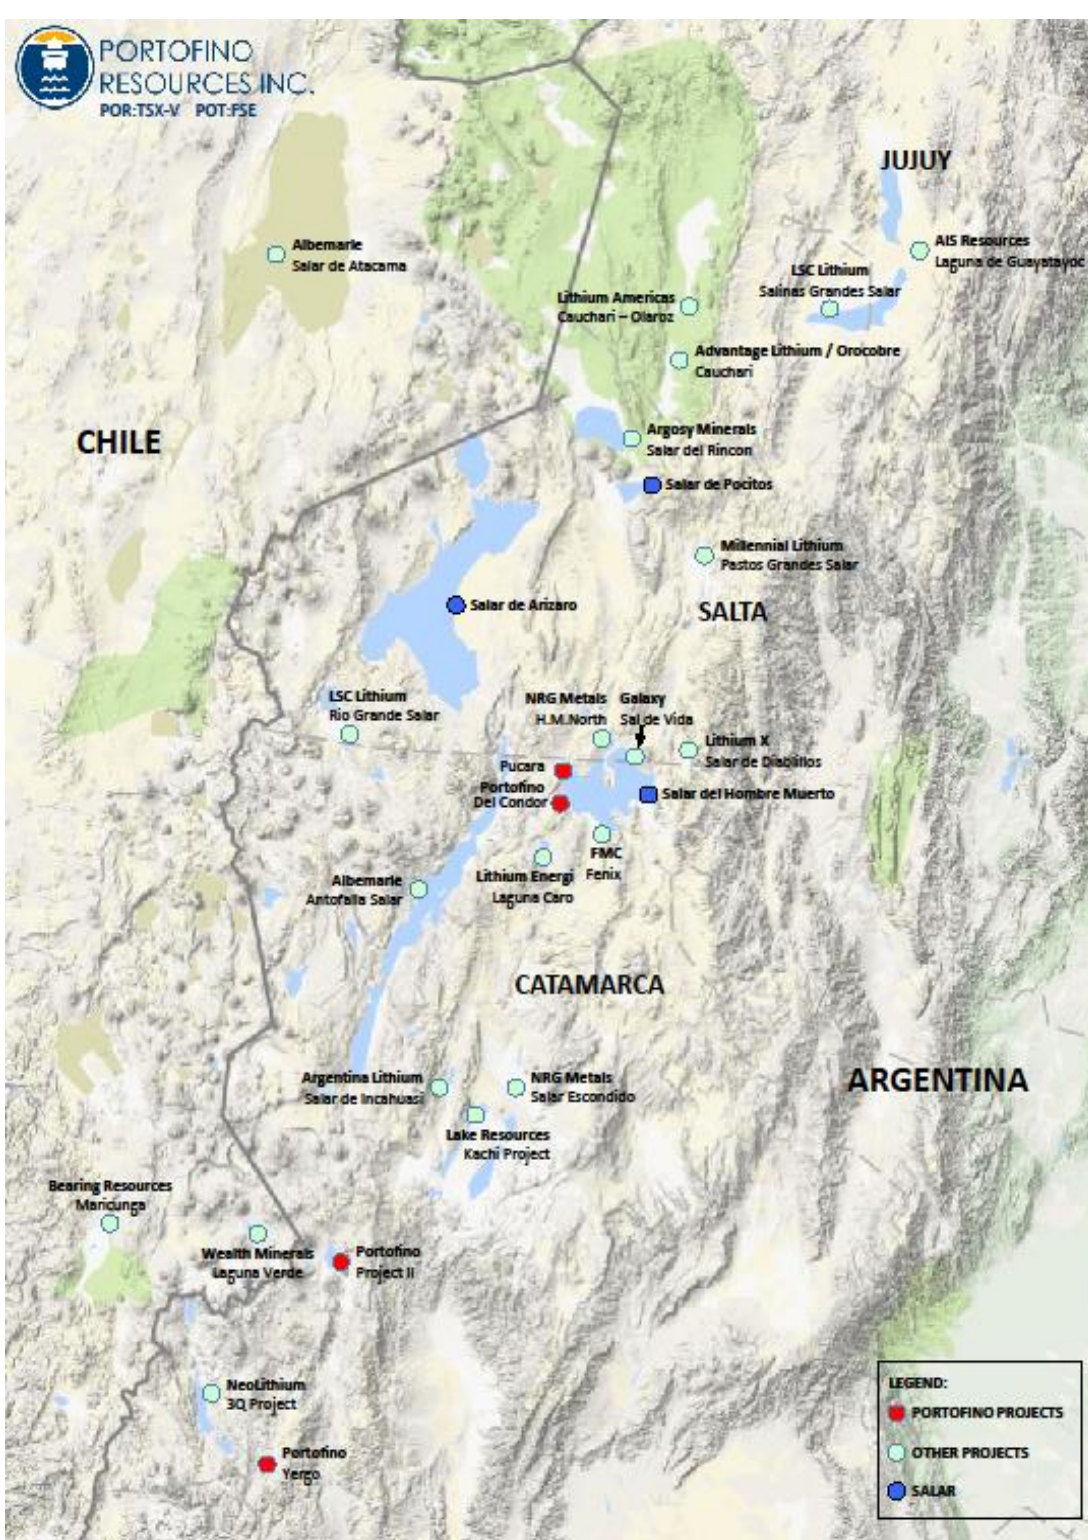 PORTOFINO
RESOURCES INC.
POR:TSX-V POT:FSE
JUJUY
Albemarle
Salar de Atacama
AIS Resources
Laguna de Guayatayoc
LSC Lithium
Salinas Grandes Salar
Lithium Americas
Cauchari – Olaroz
Advantage Lithium / Orocobre
Cauchari
CHILE
Argosy Minerals
Salar del Rincon
Salar de Pocitos
Millennial Lithium
Pastos Grandes Salar
Salar de Arizaro
SALTA
LSC Lithium
Rio Grande Salar
NRG Metals
H.M.North
Galaxy
Sal de Vida
Lithium X
Salar de Diablillos
Pucara
Portofino
Del Condor
Salar del Hombre Muerto
FMC
Fenix
Lithium Energi
Laguna Caro
Albemarle
Antofalla Salar
CATAMARCA
Argentina Lithium
Salar de Incahuasi
NRG Metals
Salar Escondido
ARGENTINA
Lake Resources
Kachi Project
Bearing Resources
Maricunga
Wealth Minerals
Laguna Verde
Portofino
Project II
NeoLithium
3Q Project
Portofino
Yergo
LEGEND:
PORTOFINO PROJECTS
OTHER PROJECTS
SALAR